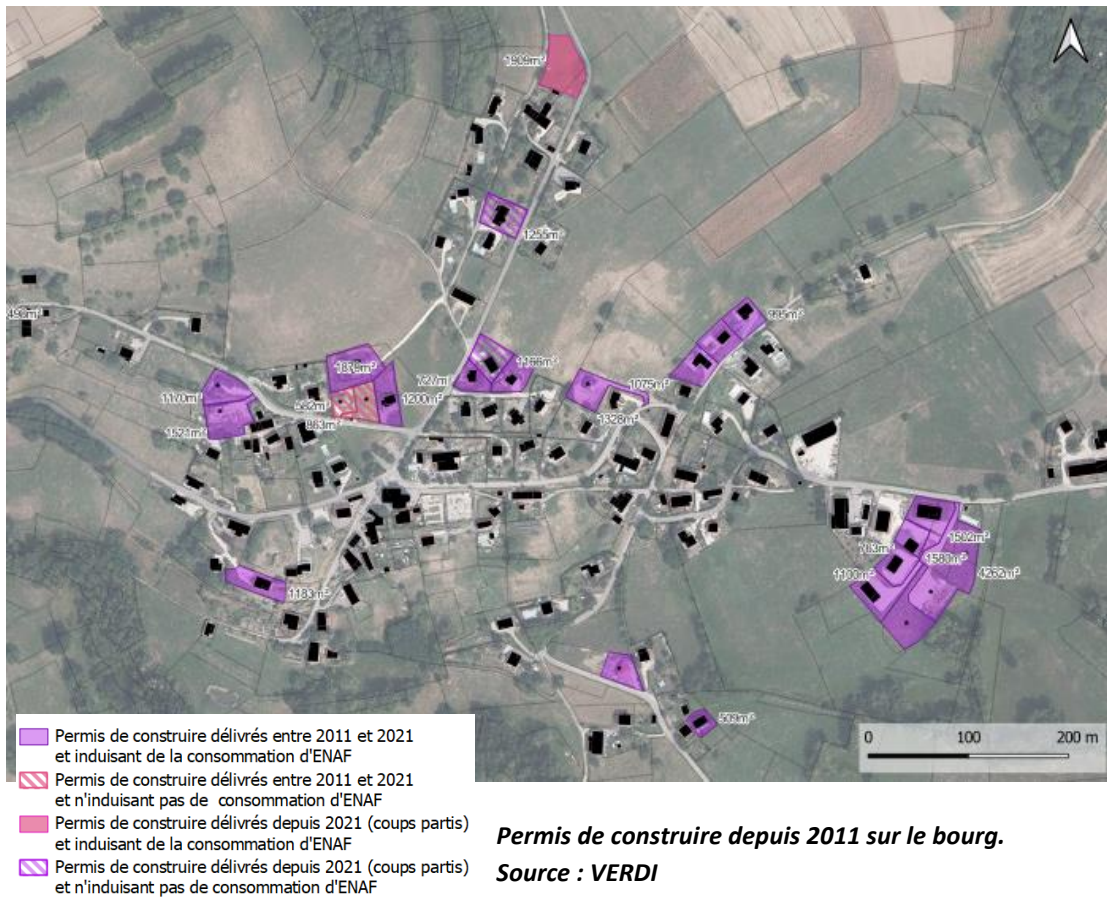 1909m²
1255m²
490m²
995m²
1166m²
727m²
1075m²
1170m²
1200m²
1328m²
863m²
1521m²
1502m²
763m²
1580m²
1100m²
4262m²
1183m²
0 100 200 m
Permis de construire délivrés entre 2011 et 2021
et induisant de la consommation d'ENAF
Permis de construire délivrés entre 2011 et 2021
et n'induisant pas de consommation d'ENAF
Permis de construire délivrés depuis 2021 (coups partis)
et induisant de la consommation d'ENAF
Permis de construire délivrés depuis 2021 (coups partis)
et n'induisant pas de consommation d'ENAF
Permis de construire depuis 2011 sur le bourg.
Source : VERDI